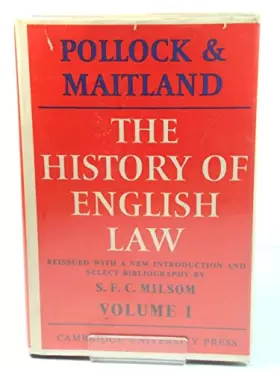 POLLOCK &
MAITLAND
THE
HISTORY OF
ENGLISH
LAW
REISSUED WITH A NEW INTRODUCTION AND
SELECT BIBLIOGRAPHY BY
S. F. C. MILSOM
VOLUME 1
CAMBRIDGE UNIVERSITY PRESS